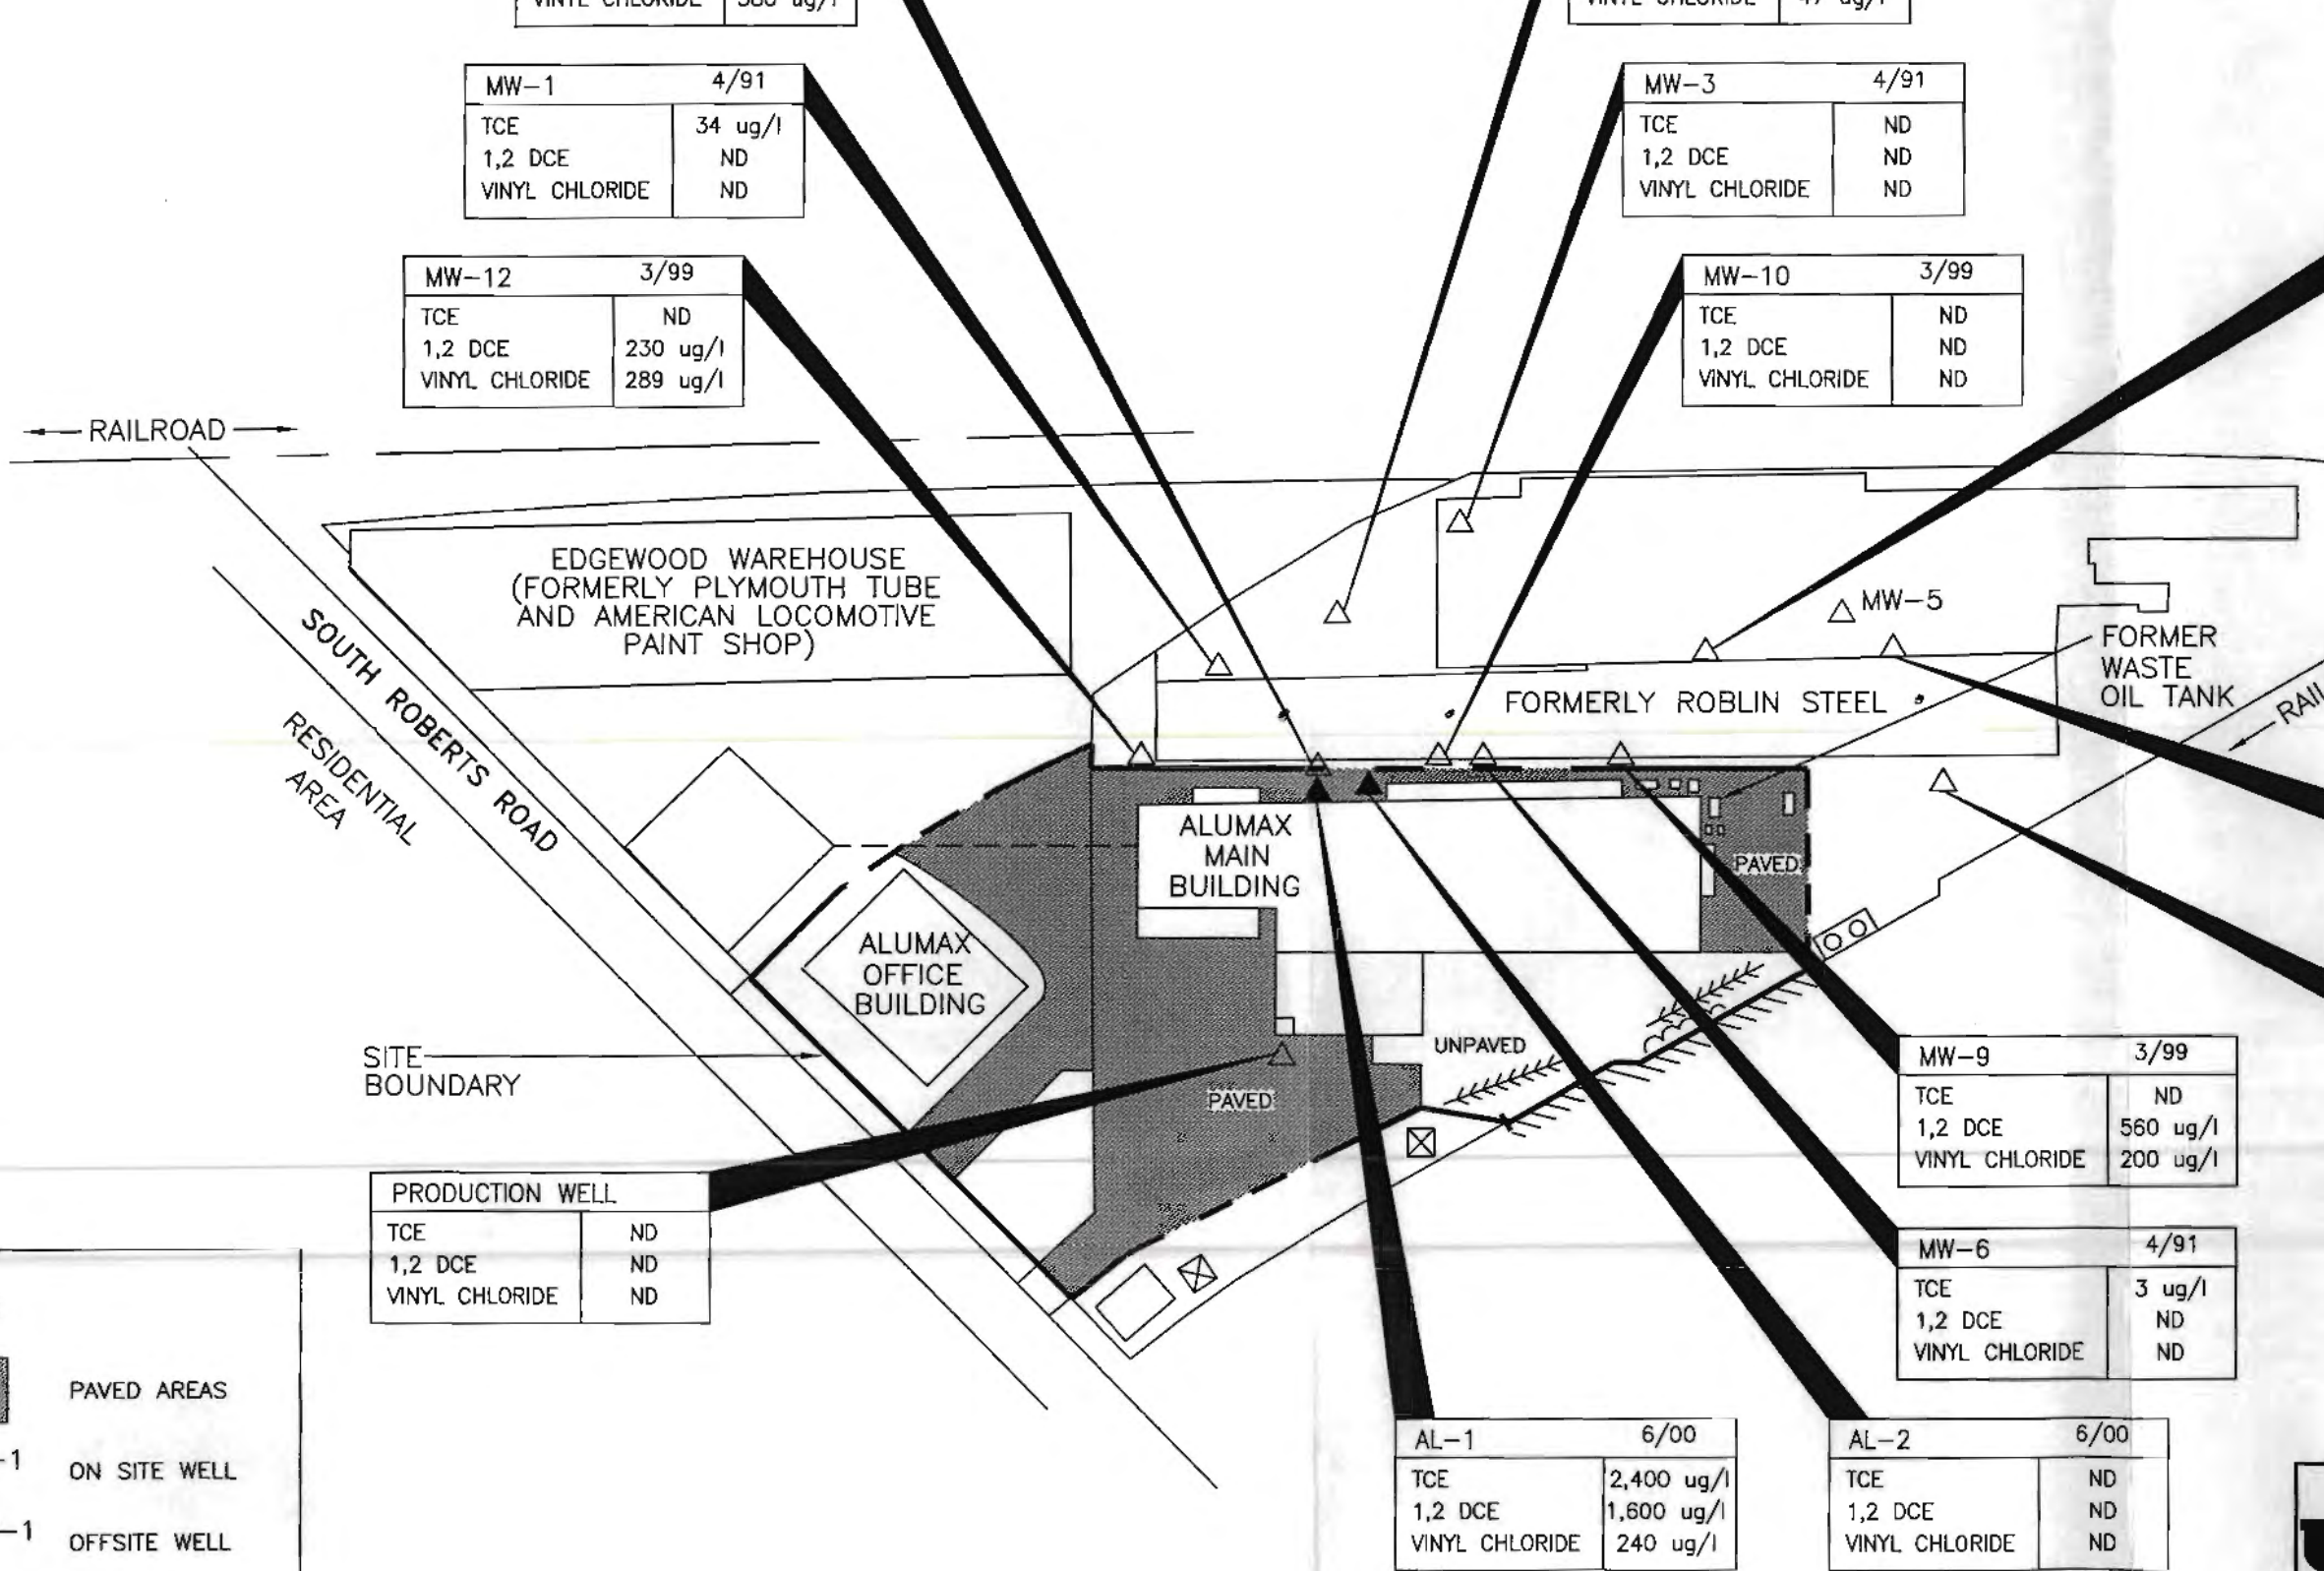 VINYL CHLORIDE
VINYL CHLORIDE
MW-1 4/91
TCE 34 ug/l
1,2 DCE ND
VINYL CHLORIDE ND
MW-3 4/91
TCE ND
1,2 DCE ND
VINYL CHLORIDE ND
MW-12 3/99
TCE ND
1,2 DCE 230 ug/l
VINYL CHLORIDE 289 ug/l
MW-10 3/99
TCE ND
1,2 DCE ND
VINYL CHLORIDE ND
RAILROAD
EDGEWOOD WAREHOUSE
(FORMERLY PLYMOUTH TUBE
AND AMERICAN LOCOMOTIVE
PAINT SHOP)
MW-5
FORMER
WASTE
OIL TANK
RAIL
FORMERLY ROBLIN STEEL
SOUTH ROBERTS ROAD
RESIDENTIAL
AREA
ALUMAX
MAIN
BUILDING
PAVED
ALUMAX
OFFICE
BUILDING
SITE
BOUNDARY
UNPAVED
PAVED
MW-9 3/99
TCE ND
1,2 DCE 560 ug/l
VINYL CHLORIDE 200 ug/l
PRODUCTION WELL
TCE ND
1,2 DCE ND
VINYL CHLORIDE ND
MW-6 4/91
TCE 3 ug/l
1,2 DCE ND
VINYL CHLORIDE ND
PAVED AREAS
-1 ON SITE WELL
-1 OFFSITE WELL
AL-1 6/00
TCE 2,400 ug/l
1,2 DCE 1,600 ug/l
VINYL CHLORIDE 240 ug/l
AL-2 6/00
TCE ND
1,2 DCE ND
VINYL CHLORIDE ND